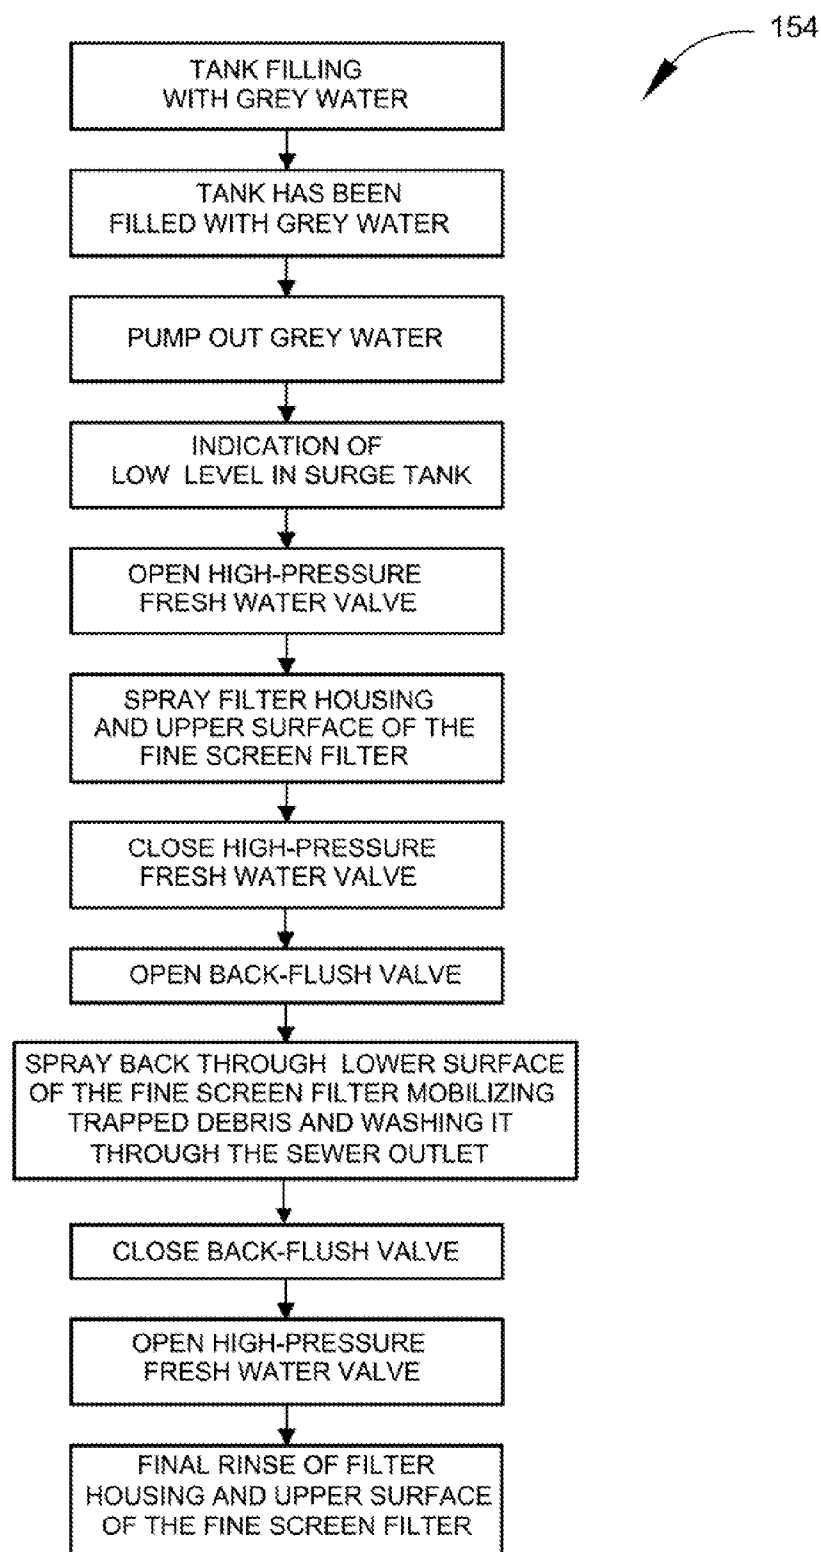 154
TANK FILLING
WITH GREY WATER
TANK HAS BEEN
FILLED WITH GREY WATER
PUMP OUT GREY WATER
INDICATION OF
LOW LEVEL IN SURGE TANK
OPEN HIGH-PRESSURE
FRESH WATER VALVE
SPRAY FILTER HOUSING
AND UPPER SURFACE OF THE
FINE SCREEN FILTER
CLOSE HIGH-PRESSURE
FRESH WATER VALVE
OPEN BACK-FLUSH VALVE
SPRAY BACK THROUGH LOWER SURFACE
OF THE FINE SCREEN FILTER MOBILIZING
TRAPPED DEBRIS AND WASHING IT
THROUGH THE SEWER OUTLET
CLOSE BACK-FLUSH VALVE
OPEN HIGH-PRESSURE
FRESH WATER VALVE
FINAL RINSE OF FILTER
HOUSING AND UPPER SURFACE
OF THE FINE SCREEN FILTER